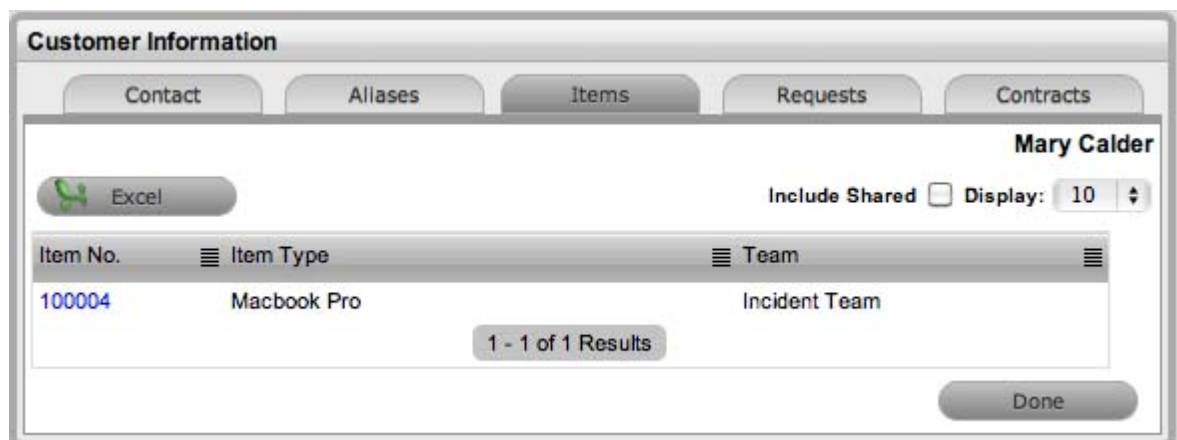 Customer Information
Contact Aliases Items Requests Contracts
Mary Calder
Excel Include Shared Display: 10
Item No. Item Type Team
100004 Macbook Pro Incident Team
1 - 1 of 1 Results
Done